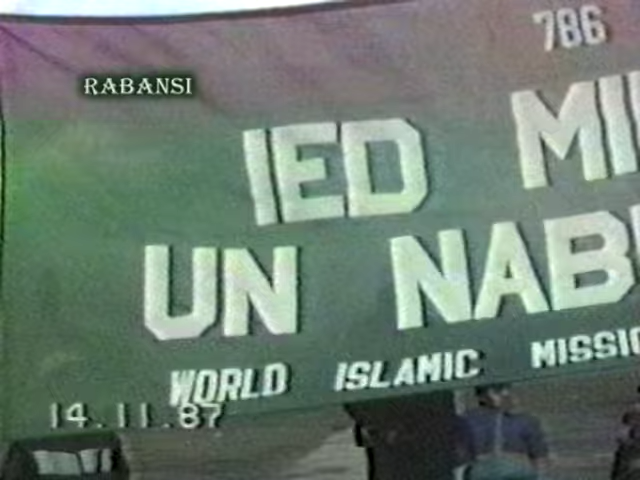 786
RABANSI
IED MI
UN NAB
WORLD ISLAMIC MISSIO
14.11.87